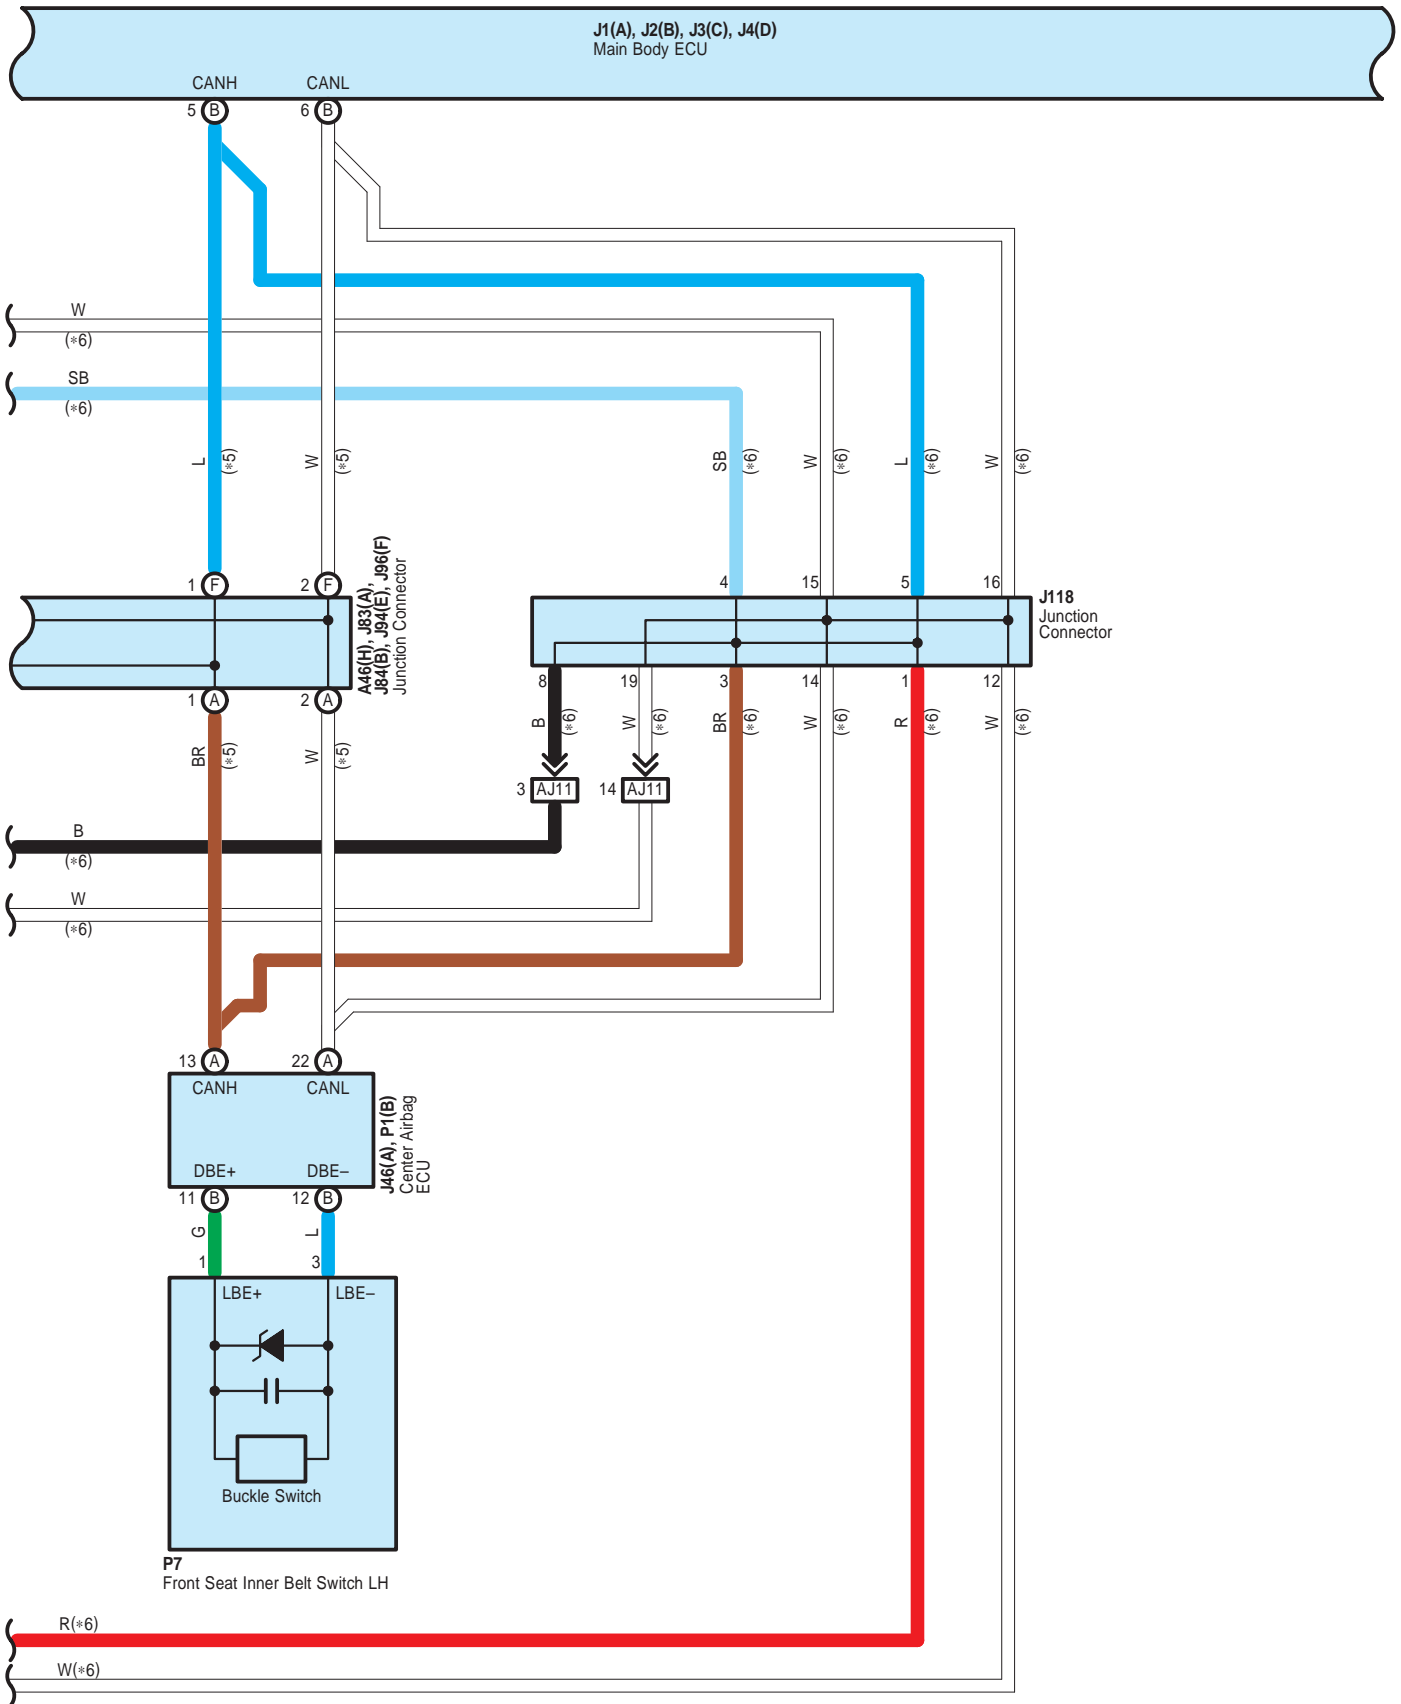 J1(A), J2(B), J3(C), J4(D)
Main Body ECU
CANH
CANL
5 B
6 B
W
(*6)
SB
(*6)
L
(*5)
W
(*5)
SB
(*6)
W
(*6)
L
(*6)
W
(*6)
1 F
2 F
A46(H), J83(A),
J84(B), J94(E), J96(F)
Junction Connector
4
15
5
16
J118
Junction
Connector
1 A
2 A
8
19
3
14
1
12
BR
(*5)
W
(*5)
B
(*6)
W
(*6)
BR
(*6)
W
(*6)
R
(*6)
W
(*6)
3 AJ11
14 AJ11
B
(*6)
W
(*6)
13 A
22 A
CANH
CANL
J46(A), P1(B)
Center Airbag
ECU
DBE+
DBE–
11 B
12 B
G
L
1
3
LBE+
LBE–
Buckle Switch
P7
Front Seat Inner Belt Switch LH
R(*6)
W(*6)